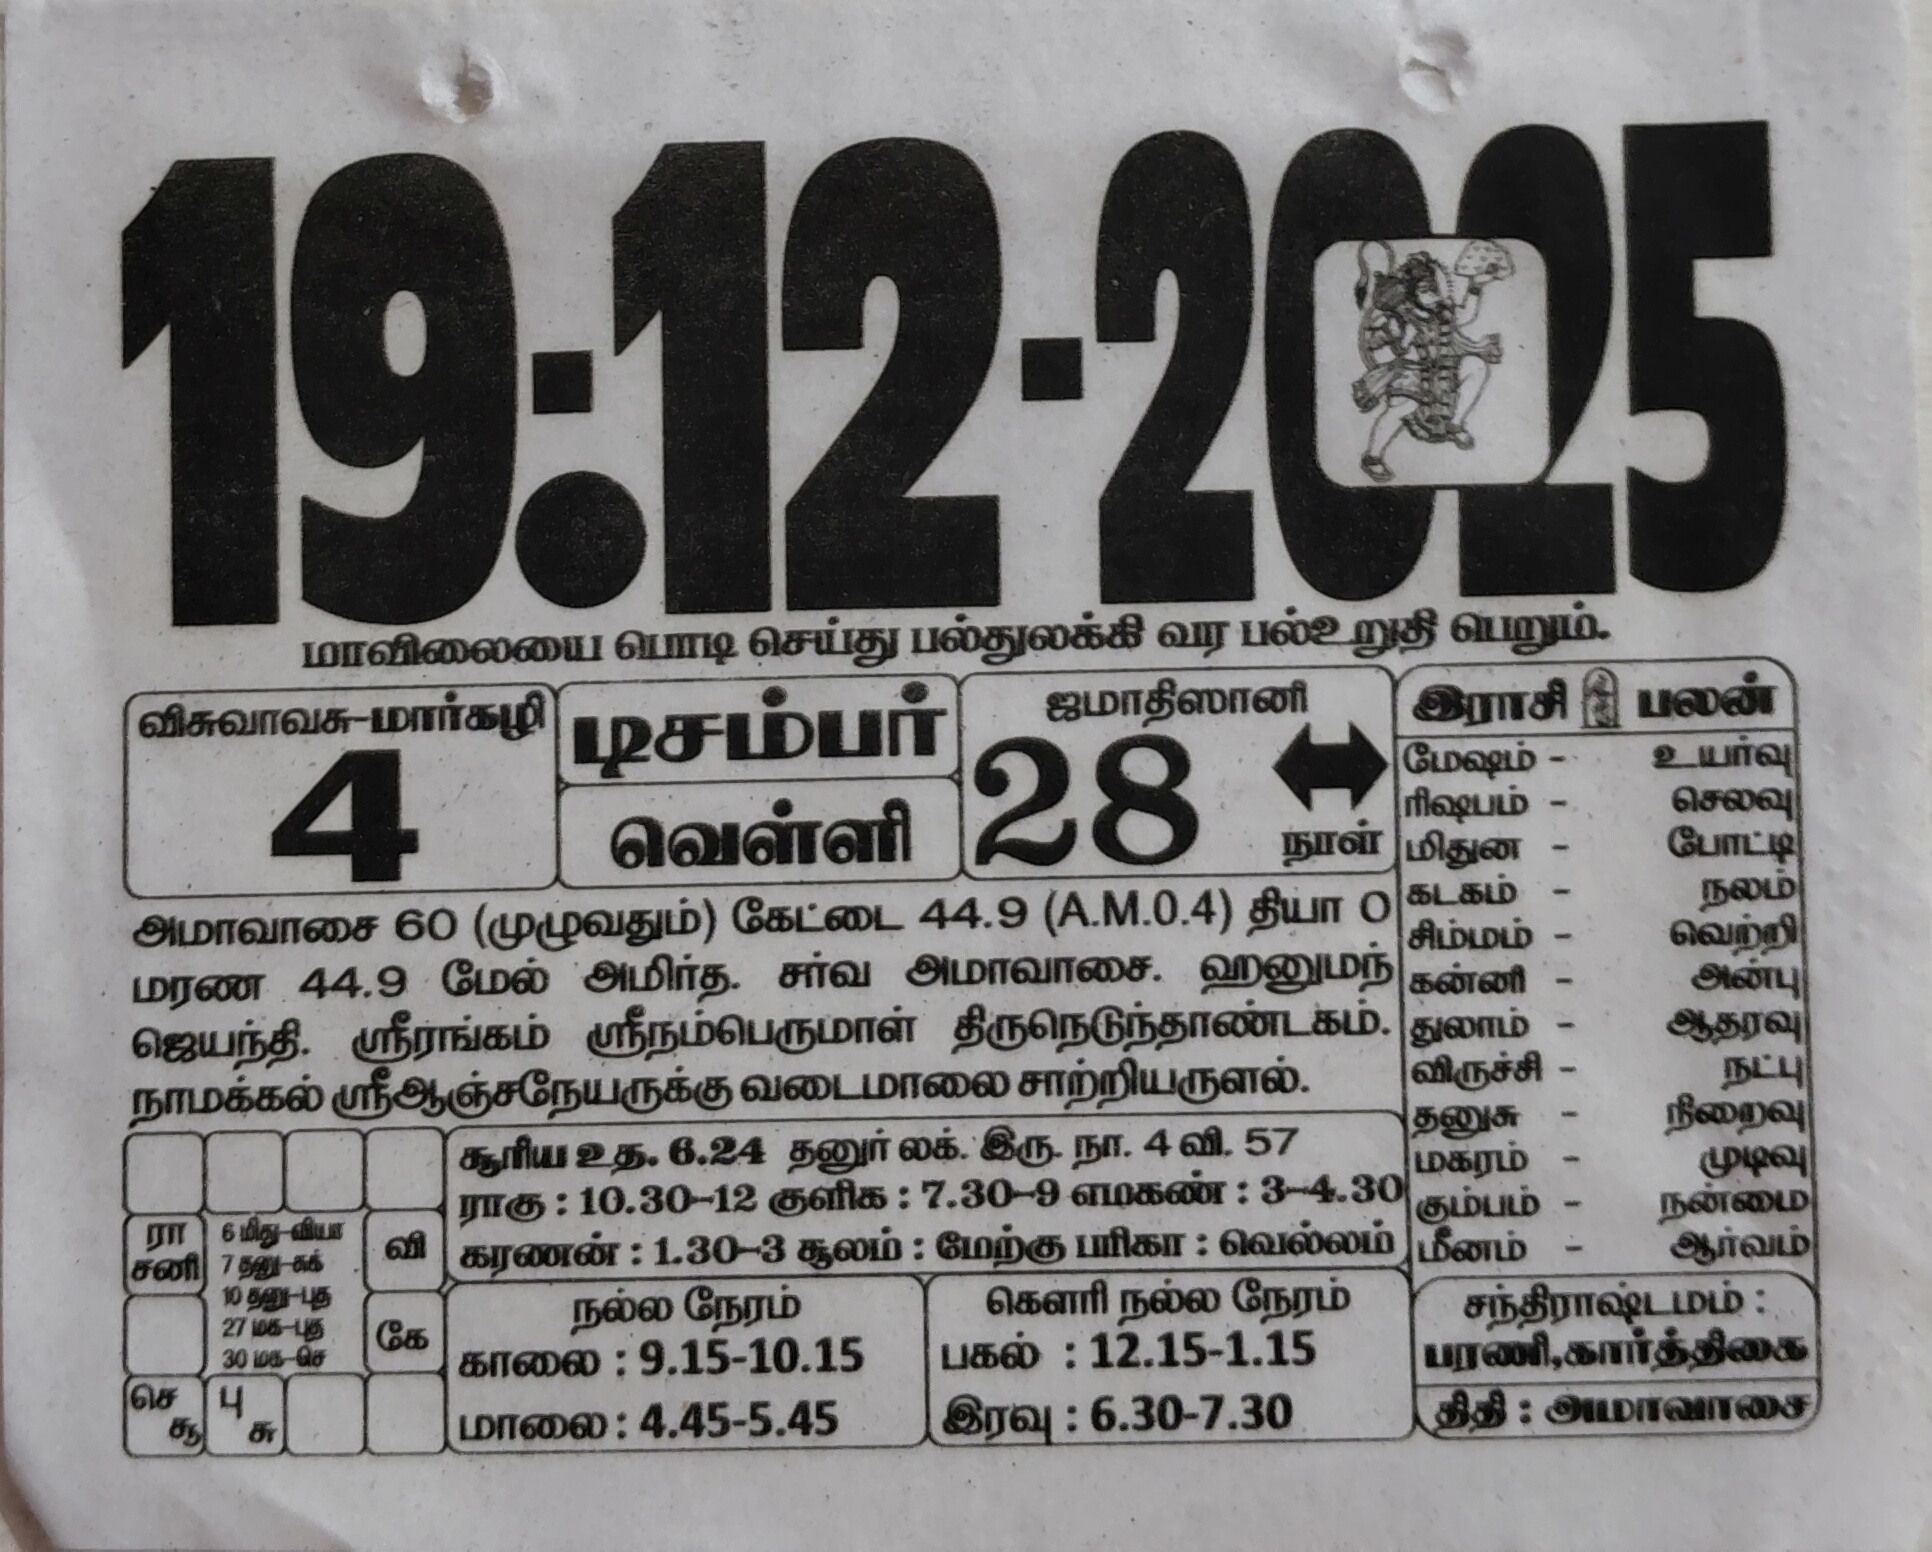 19.12.2025
மாவிலையை பொடி செய்து பல்துலக்கி வர பல்உறுதி பெறும்.
விசுவாவசு-மார்கழி
4
டிசம்பர்
வெள்ளி
ஜமாதிஸானி
28
நாள்
அமாவாசை 60 (முழுவதும்) கேட்டை 44.9 (A.M.0.4) தியா 0
மரண 44.9 மேல் அமிர்த. சர்வ அமாவாசை. ஹனுமந்
ஜெயந்தி. ஸ்ரீரங்கம் ஸ்ரீநம்பெருமாள் திருநெடுந்தாண்டகம்.
நாமக்கல் ஸ்ரீஆஞ்சநேயருக்கு வடைமாலை சாற்றியருளல்.
இராசி பலன்
மேஷம் - உயர்வு
ரிஷபம் - செலவு
மிதுன - போட்டி
கடகம் - நலம்
சிம்மம் - வெற்றி
கன்னி - அன்பு
துலாம் - ஆதரவு
விருச்சி - நட்பு
தனுசு - நிறைவு
மகரம் - முடிவு
கும்பம் - நன்மை
மீனம் - ஆர்வம்
ரா
சனி
6 மிது-வியா
7 தனு-சுக்
10 தனு-புத
27 மக-புத
30 மக-செ
வி
கே
செ
சூ
பு
சு
சூரிய உத. 6.24 தனுர் லக். இரு. நா. 4 வி. 57
ராகு : 10.30-12 குளிக : 7.30-9 எமகண் : 3-4.30
கரணன் : 1.30-3 சூலம் : மேற்கு பரிகா : வெல்லம்
நல்ல நேரம்
காலை : 9.15-10.15
மாலை : 4.45-5.45
கௌரி நல்ல நேரம்
பகல் : 12.15-1.15
இரவு : 6.30-7.30
சந்திராஷ்டமம் :
பரணி,கார்த்திகை
திதி : அமாவாசை